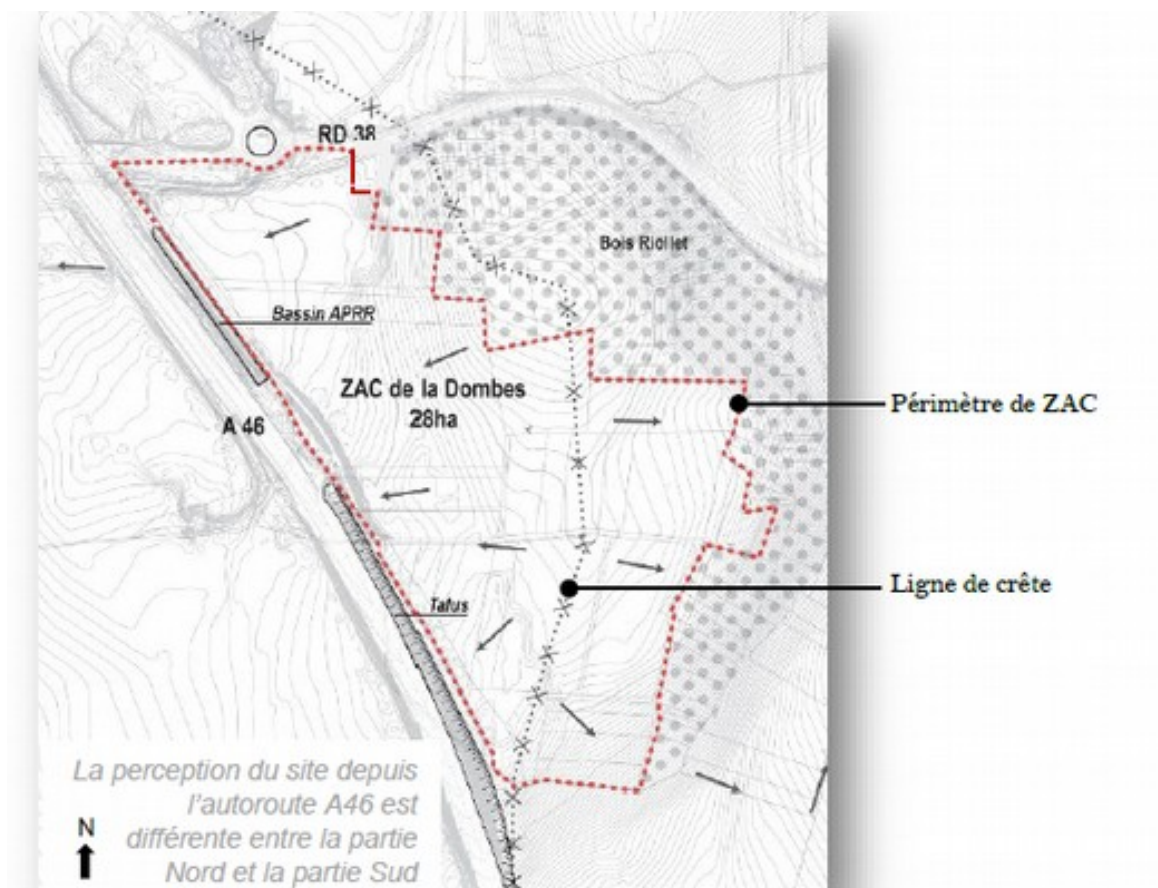 RD 38
Bois Riollet
Bassin APRR
ZAC de la Dombes
28ha
Périmètre de ZAC
A 46
Ligne de crête
Talus
La perception du site depuis
l'autoroute A46 est
différente entre la partie
Nord et la partie Sud
N